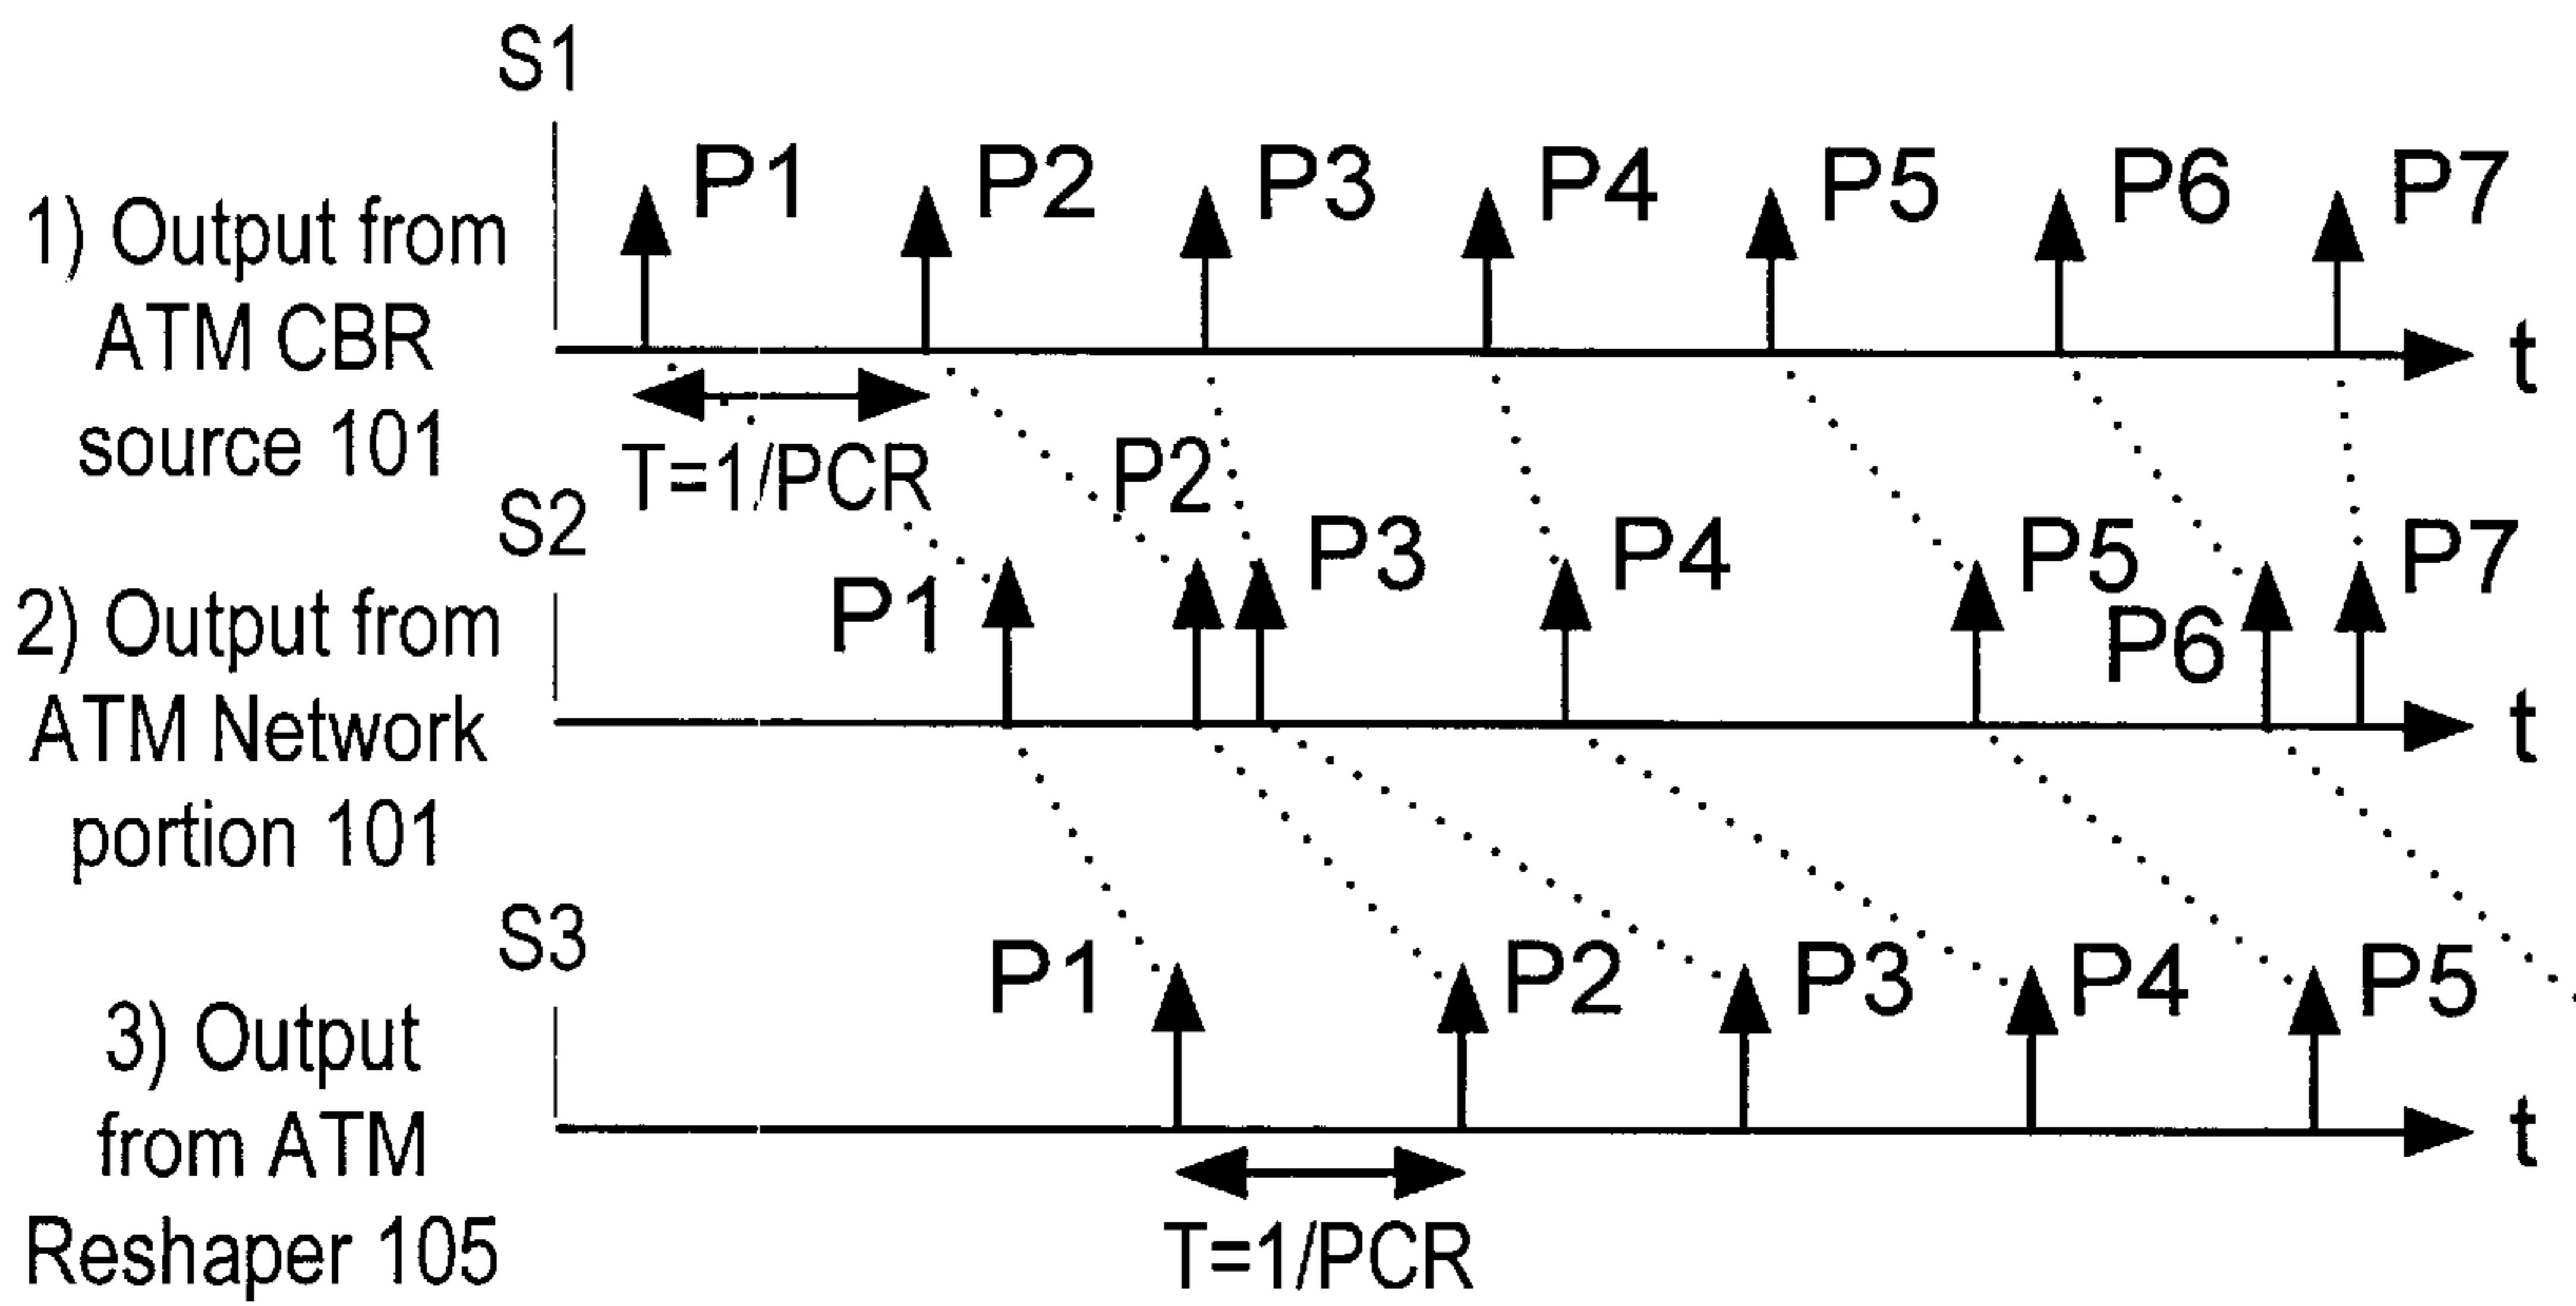 S1
P1 P2 P3 P4 P5 P6 P7
1) Output from
ATM CBR
source 101
t
T=1/PCR
S2
P2
P1 P3 P4 P5 P6 P7
2) Output from
ATM Network
portion 101
t
S3
P1 P2 P3 P4 P5
3) Output
from ATM
Reshaper 105
t
T=1/PCR